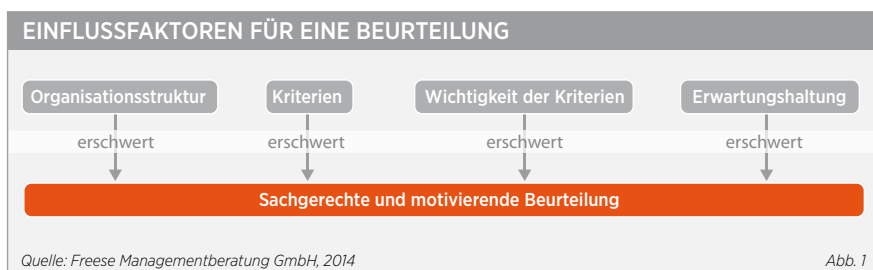 EINFLUSSFAKTOREN FÜR EINE BEURTEILUNG
Organisationsstruktur Kriterien Wichtigkeit der Kriterien Erwartungshaltung
erschwert erschwert erschwert erschwert
Sachgerechte und motivierende Beurteilung
Quelle: Freese Managementberatung GmbH, 2014 Abb. 1